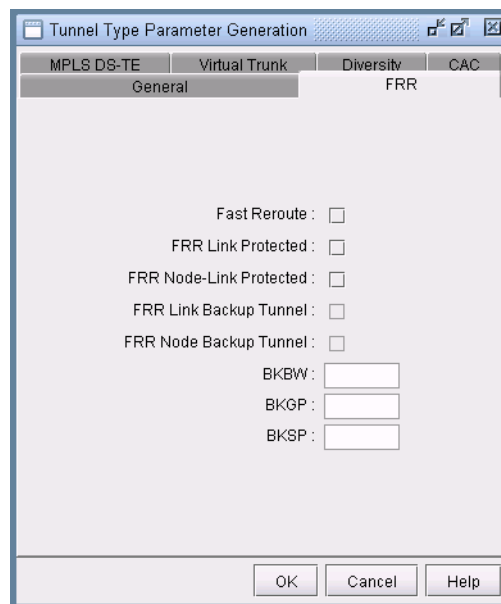 Tunnel Type Parameter Generation
MPLS DS-TE Virtual Trunk Diversity CAC
General FRR
Fast Reroute :
FRR Link Protected :
FRR Node-Link Protected :
FRR Link Backup Tunnel :
FRR Node Backup Tunnel :
BKBW :
BKGP :
BKSP :
OK Cancel Help